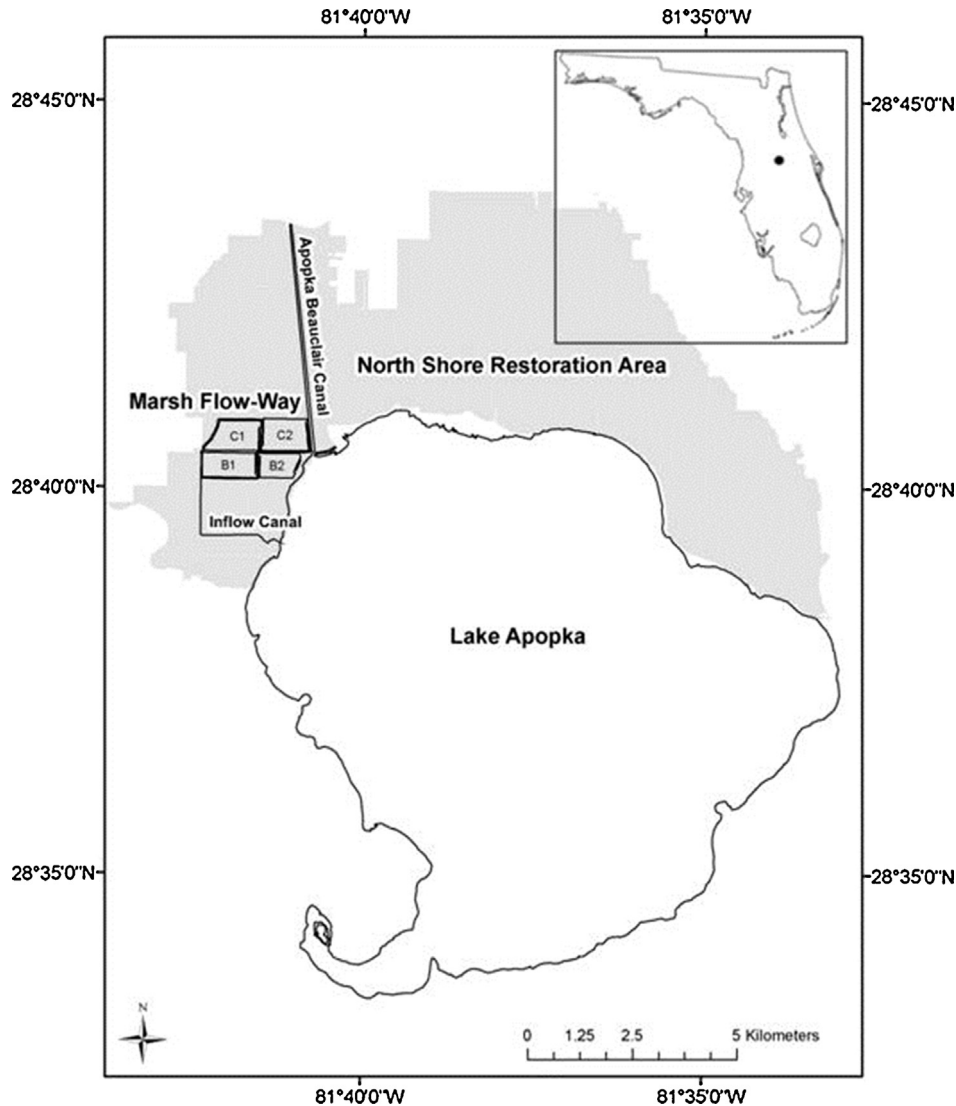 81°40'0"W 81°35'0"W
28°45'0"N 28°45'0"N
Apopka Beauclair Canal
North Shore Restoration Area
Marsh Flow-Way
C1 C2
B1 B2
28°40'0"N 28°40'0"N
Inflow Canal
Lake Apopka
28°35'0"N 28°35'0"N
N
0 1.25 2.5 5 Kilometers
81°40'0"W 81°35'0"W